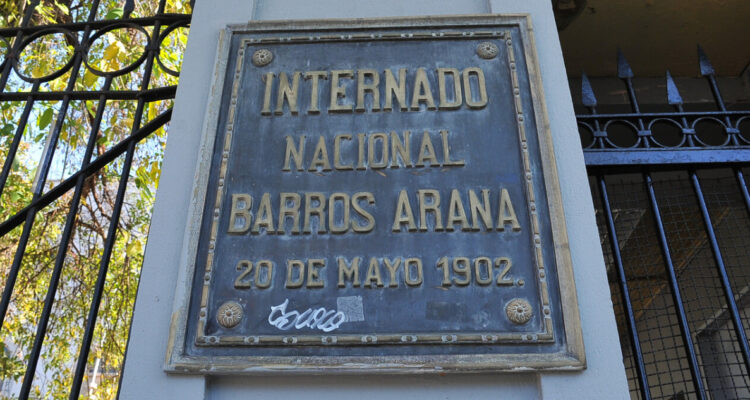 INTERNADO
NACIONAL
BARROS ARANA
20 DE MAYO 1902.